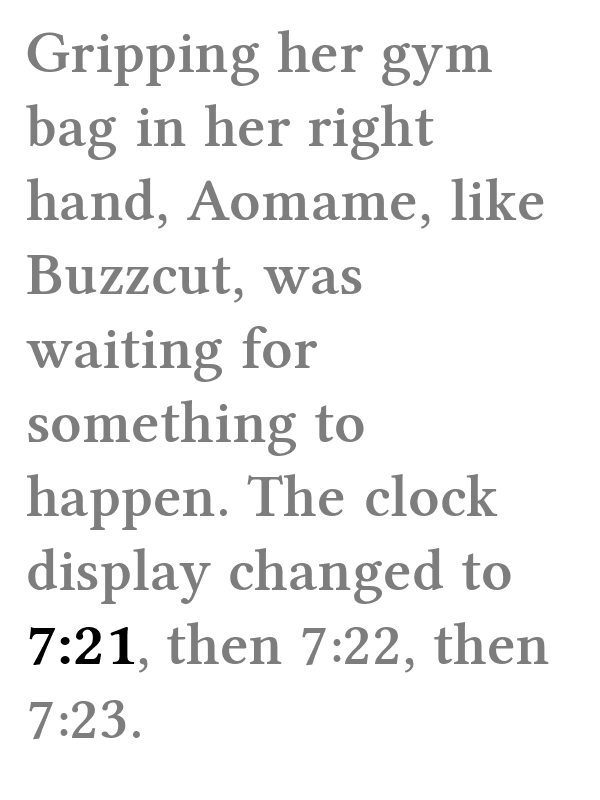 Gripping her gym
bag in her right
hand, Aomame, like
Buzzcut, was
waiting for
something to
happen. The clock
display changed to
7:21, then 7:22, then
7:23.